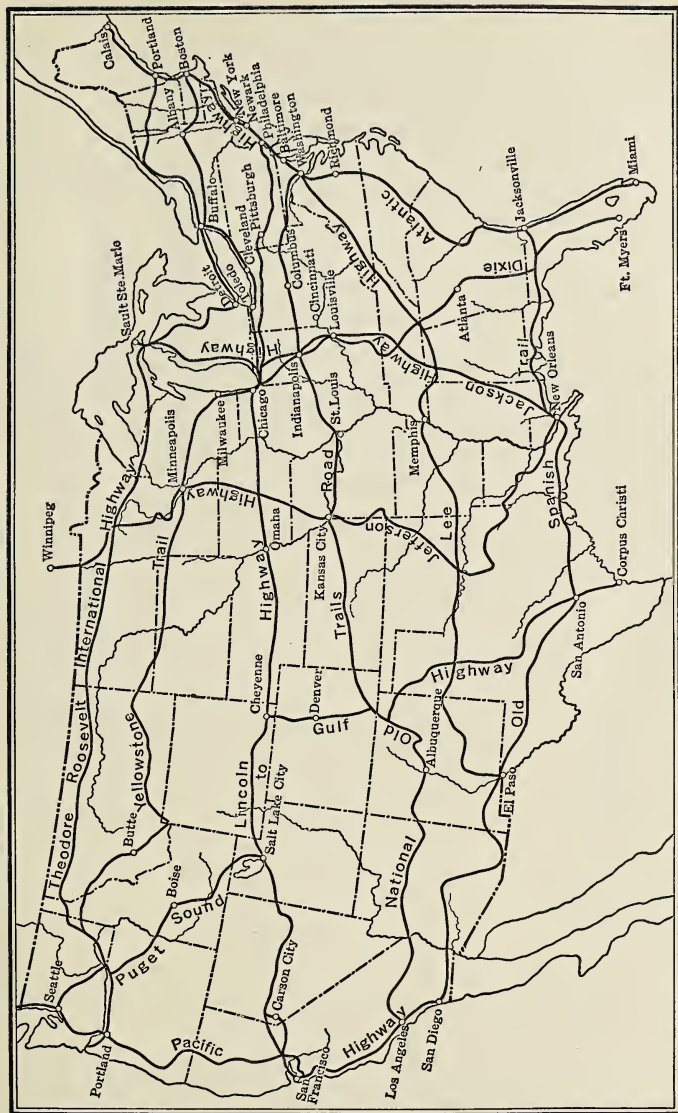 Winnipeg
Sault Ste. Marie
Calais
Portland
Boston
Albany
Highway
New York
Newark
Philadelphia
Baltimore
Washington
Richmond
Buffalo
Cleveland
Pittsburgh
Detroit
Toledo
Columbus
Cincinnati
Louisville
Indianapolis
Highway
Chicago
Milwaukee
Minneapolis
St. Louis
Memphis
Atlanta
Atlantic
Highway
Dixie
Highway
Jackson
Jacksonville
Miami
Ft. Myers
Trail
New Orleans
Spanish
Old
Corpus Christi
San Antonio
El Paso
Theodore Roosevelt International Highway
Yellowstone Trail
Jefferson
Highway
Omaha
Kansas City
Lee
Highway
Lincoln Highway
Cheyenne
Denver
to
Gulf
Highway
National Old Trails Road
Albuquerque
Salt Lake City
Butte
Boise
Puget Sound
Seattle
Portland
Pacific
Highway
Carson City
San
Francisco
Los Angeles
San Diego